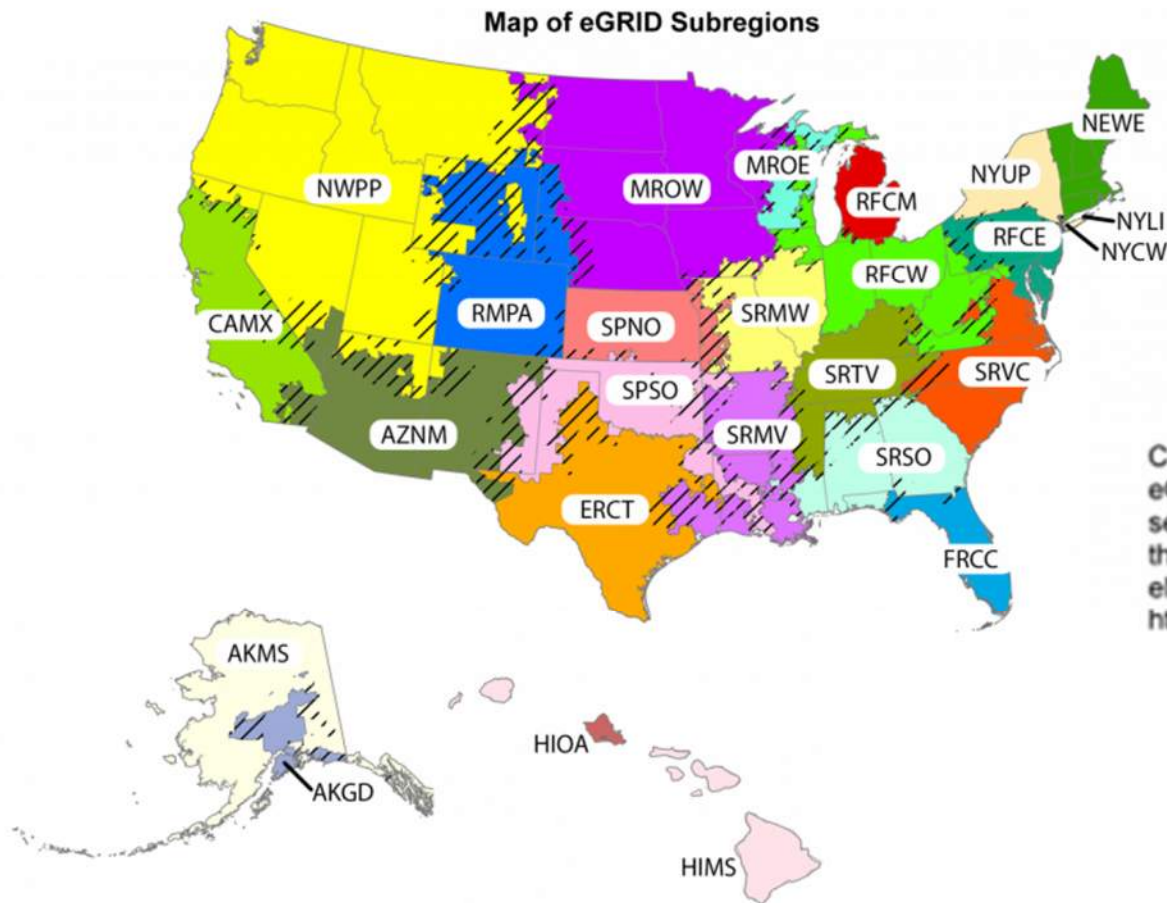 Map of eGRID Subregions
NEWE
NYUP
MROE
NWPP
MROW
RFCM
NYLI
RFCE
NYCW
RFCW
CAMX
RMPA
SPNO
SRMW
SRTV
SRVC
SPSO
AZNM
SRMV
SRSO
ERCT
FRCC
AKMS
HIOA
AKGD
HIMS